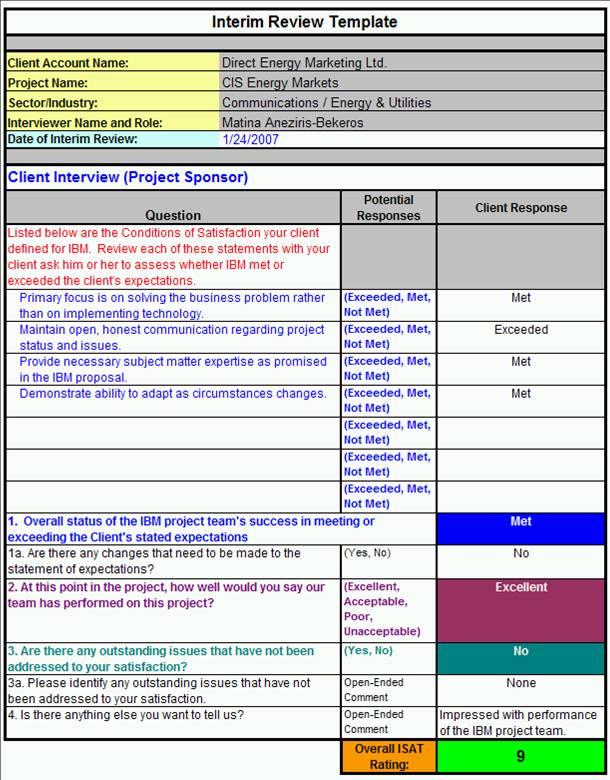 Interim Review Template
Client Account Name: Direct Energy Marketing Ltd.
Project Name: CIS Energy Markets
Sector/Industry: Communications / Energy & Utilities
Interviewer Name and Role: Matina Aneziris-Bekeros
Date of Interim Review: 1/24/2007
Client Interview (Project Sponsor)
Question
Potential
Responses
Client Response
Listed below are the Conditions of Satisfaction your client
defined for IBM. Review each of these statements with your
client ask him or her to assess whether IBM met or
exceeded the client's expectations.
Primary focus is on solving the business problem rather
than on implementing technology.
(Exceeded, Met,
Not Met)
Met
Maintain open, honest communication regarding project
status and issues.
(Exceeded, Met,
Not Met)
Exceeded
Provide necessary subject matter expertise as promised
in the IBM proposal.
(Exceeded, Met,
Not Met)
Met
Demonstrate ability to adapt as circumstances changes.
(Exceeded, Met,
Not Met)
Met
(Exceeded, Met,
Not Met)
(Exceeded, Met,
Not Met)
(Exceeded, Met,
Not Met)
1. Overall status of the IBM project team's success in meeting or
exceeding the Client's stated expectations
Met
1a. Are there any changes that need to be made to the
statement of expectations?
(Yes, No)
No
2. At this point in the project, how well would you say our
team has performed on this project?
(Excellent,
Acceptable,
Poor,
Unacceptable)
Excellent
3. Are there any outstanding issues that have not been
addressed to your satisfaction?
(Yes, No)
No
3a. Please identify any outstanding issues that have not
been addressed to your satisfaction.
Open-Ended
Comment
None
4. Is there anything else you want to tell us?
Open-Ended
Comment
Impressed with performance
of the IBM project team.
Overall ISAT
Rating:
9